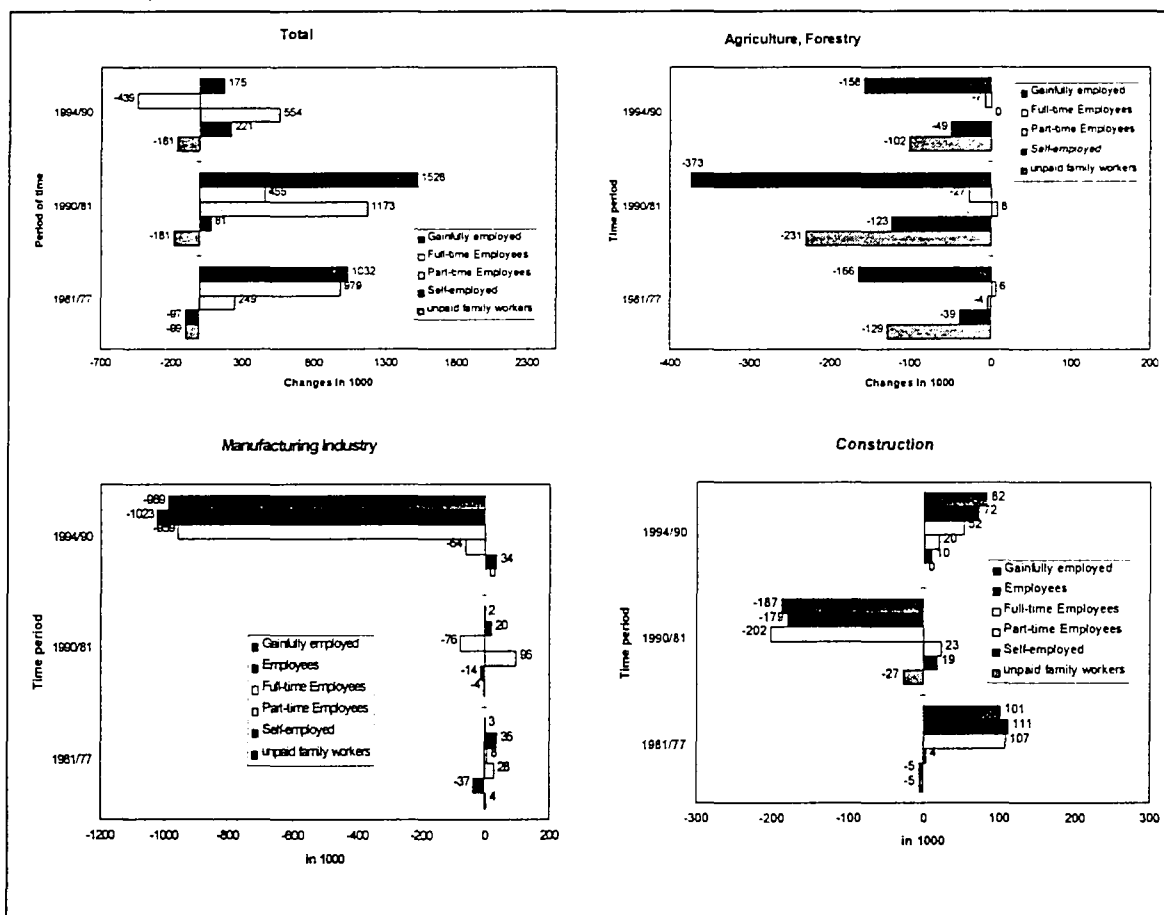 Total
175
-439
1994/90
554
221
-161
1526
455
1990/81
1173
81
-181
1032
979
1981/77
249
-97
-89
Period of time
Gainfully employed
Full-time Employees
Part-time Employees
Self-employed
unpaid family workers
-700 -200 300 800 1300 1800 2300
Changes in 1000
Agriculture, Forestry
-158
-7
1994/90
0
-49
-102
-373
-27
1990/81
8
-123
-231
-166
6
1981/77
-4
-39
-129
Time period
Gainfully employed
Full-time Employees
Part-time Employees
Self-employed
unpaid family workers
-400 -300 -200 -100 0 100 200
Changes in 1000
Manufacturing Industry
-989
-1023
-959
1994/90
-64
34
2
20
-76
1990/81
96
-14
-4
3
35
8
1981/77
28
-37
4
Time period
Gainfully employed
Employees
Full-time Employees
Part-time Employees
Self-employed
unpaid family workers
-1200 -1000 -800 -600 -400 -200 0 200
in 1000
Construction
82
72
52
1994/90
20
10
0
-187
-179
-202
1990/81
23
19
-27
101
111
107
1981/77
4
-5
-5
Time period
Gainfully employed
Employees
Full-time Employees
Part-time Employees
Self-employed
unpaid family workers
-300 -200 -100 0 100 200 300
in 1000